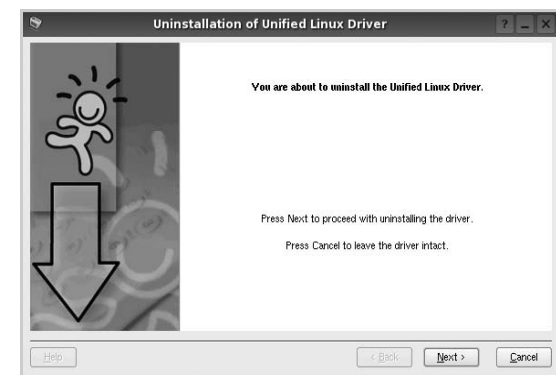 Uninstallation of Unified Linux Driver
You are about to uninstall the Unified Linux Driver.
Press Next to proceed with uninstalling the driver.
Press Cancel to leave the driver intact.
Help
< Back
Next >
Cancel